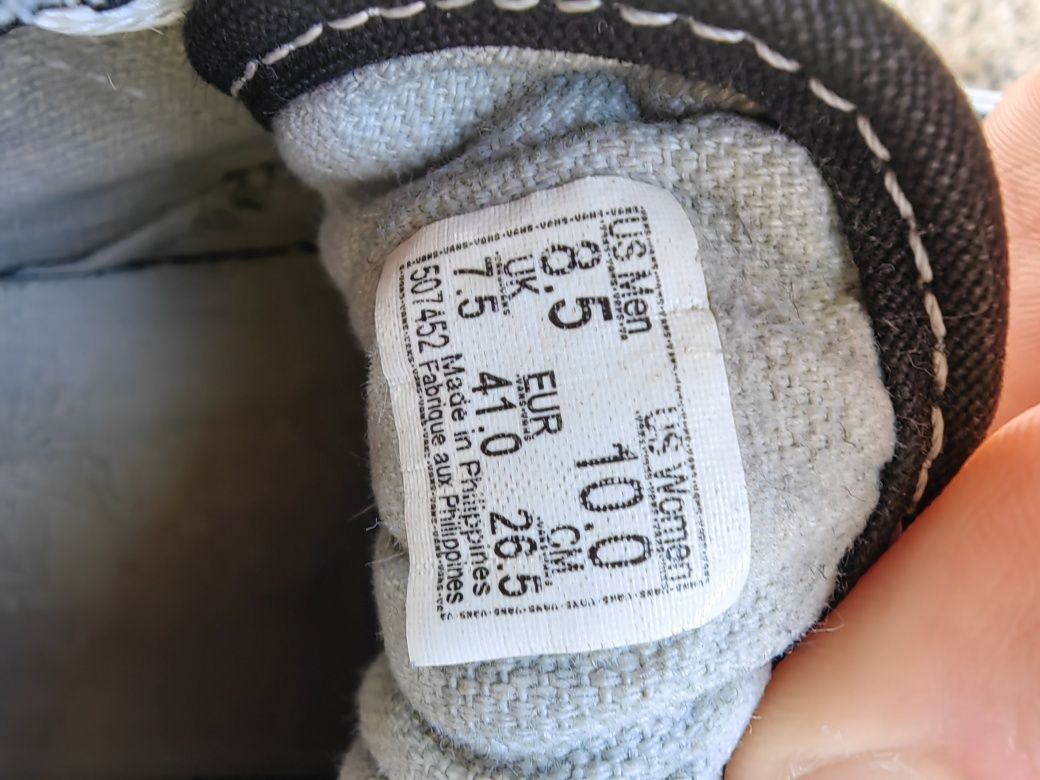 US Men US Women
8.5 10.0
UK EUR CM
7.5 41.0 26.5
Made in Philippines
507452 Fabrique aux Philippines